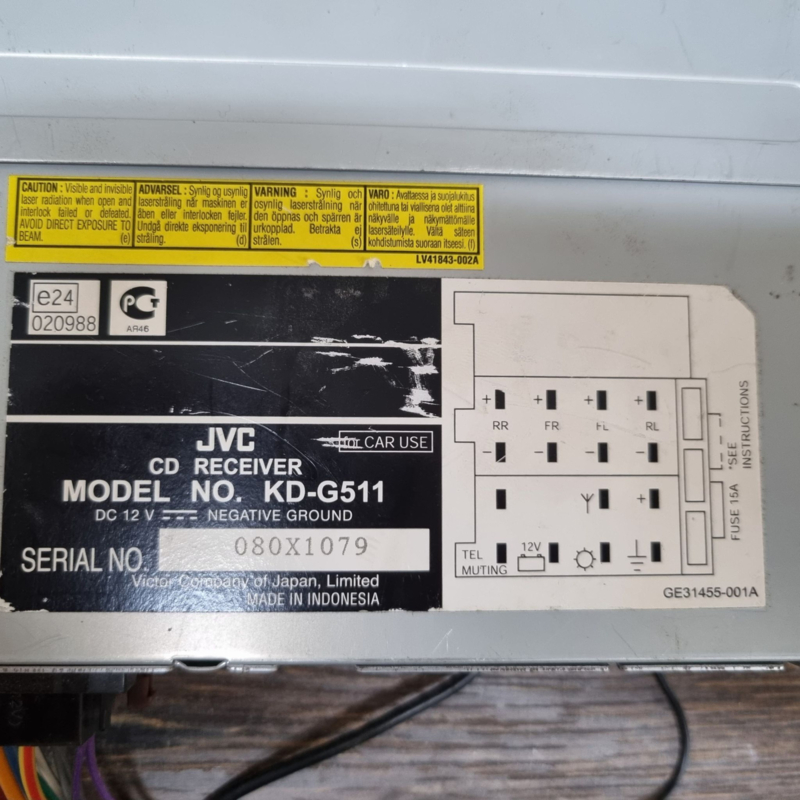 CAUTION : Visible and invisible
laser radiation when open and
interlock failed or defeated.
AVOID DIRECT EXPOSURE TO
BEAM. (e)
ADVARSEL : Synlig og usynlig
laserstråling når maskinen er
åben eller interlocken fejler.
Undgå direkte eksponering til
stråling. (d)
VARNING : Synlig och
osynlig laserstrålning när
den öppnas och spärren är
urkopplad. Betrakta ej
strålen. (s)
VARO : Avattaessa ja suojalukitus
ohitettuna tai viallisena olet alttiina
näkyvälle ja näkymättömälle
lasersäteilylle. Vältä säteen
kohdistumista suoraan itseesi. (f)
LV41843-002A
e24
020988
PCT
AR46
JVC
for CAR USE
CD RECEIVER
MODEL NO. KD-G511
DC 12 V NEGATIVE GROUND
SERIAL NO. 080X1079
Victor Company of Japan, Limited
MADE IN INDONESIA
+ + + +
RR FR FL RL
- - - -
+
TEL
MUTING
12V
*SEE
INSTRUCTIONS
FUSE 15A
GE31455-001A